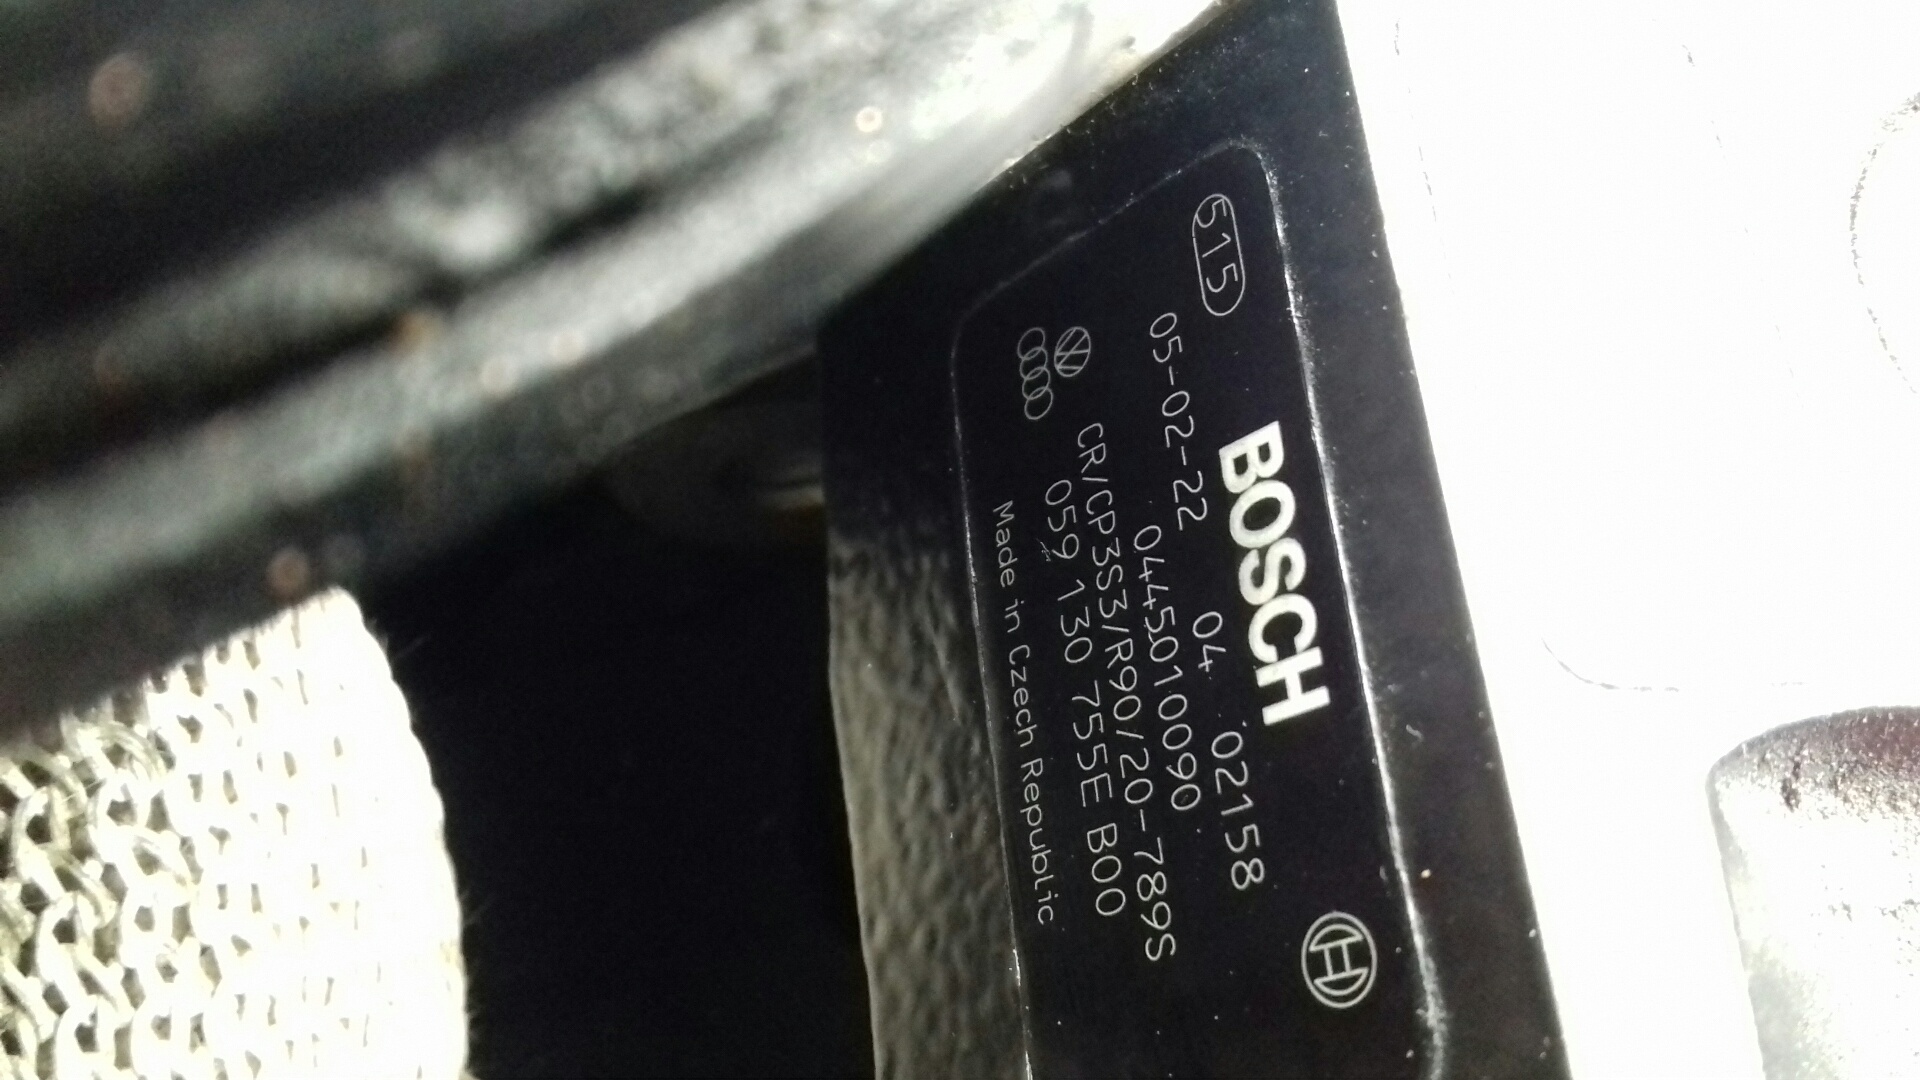 515
BOSCH
05-02-22 04 02158
0445010090
CR/CP3S3/R90/20-789S
059 130 755E B00
Made in Czech Republic